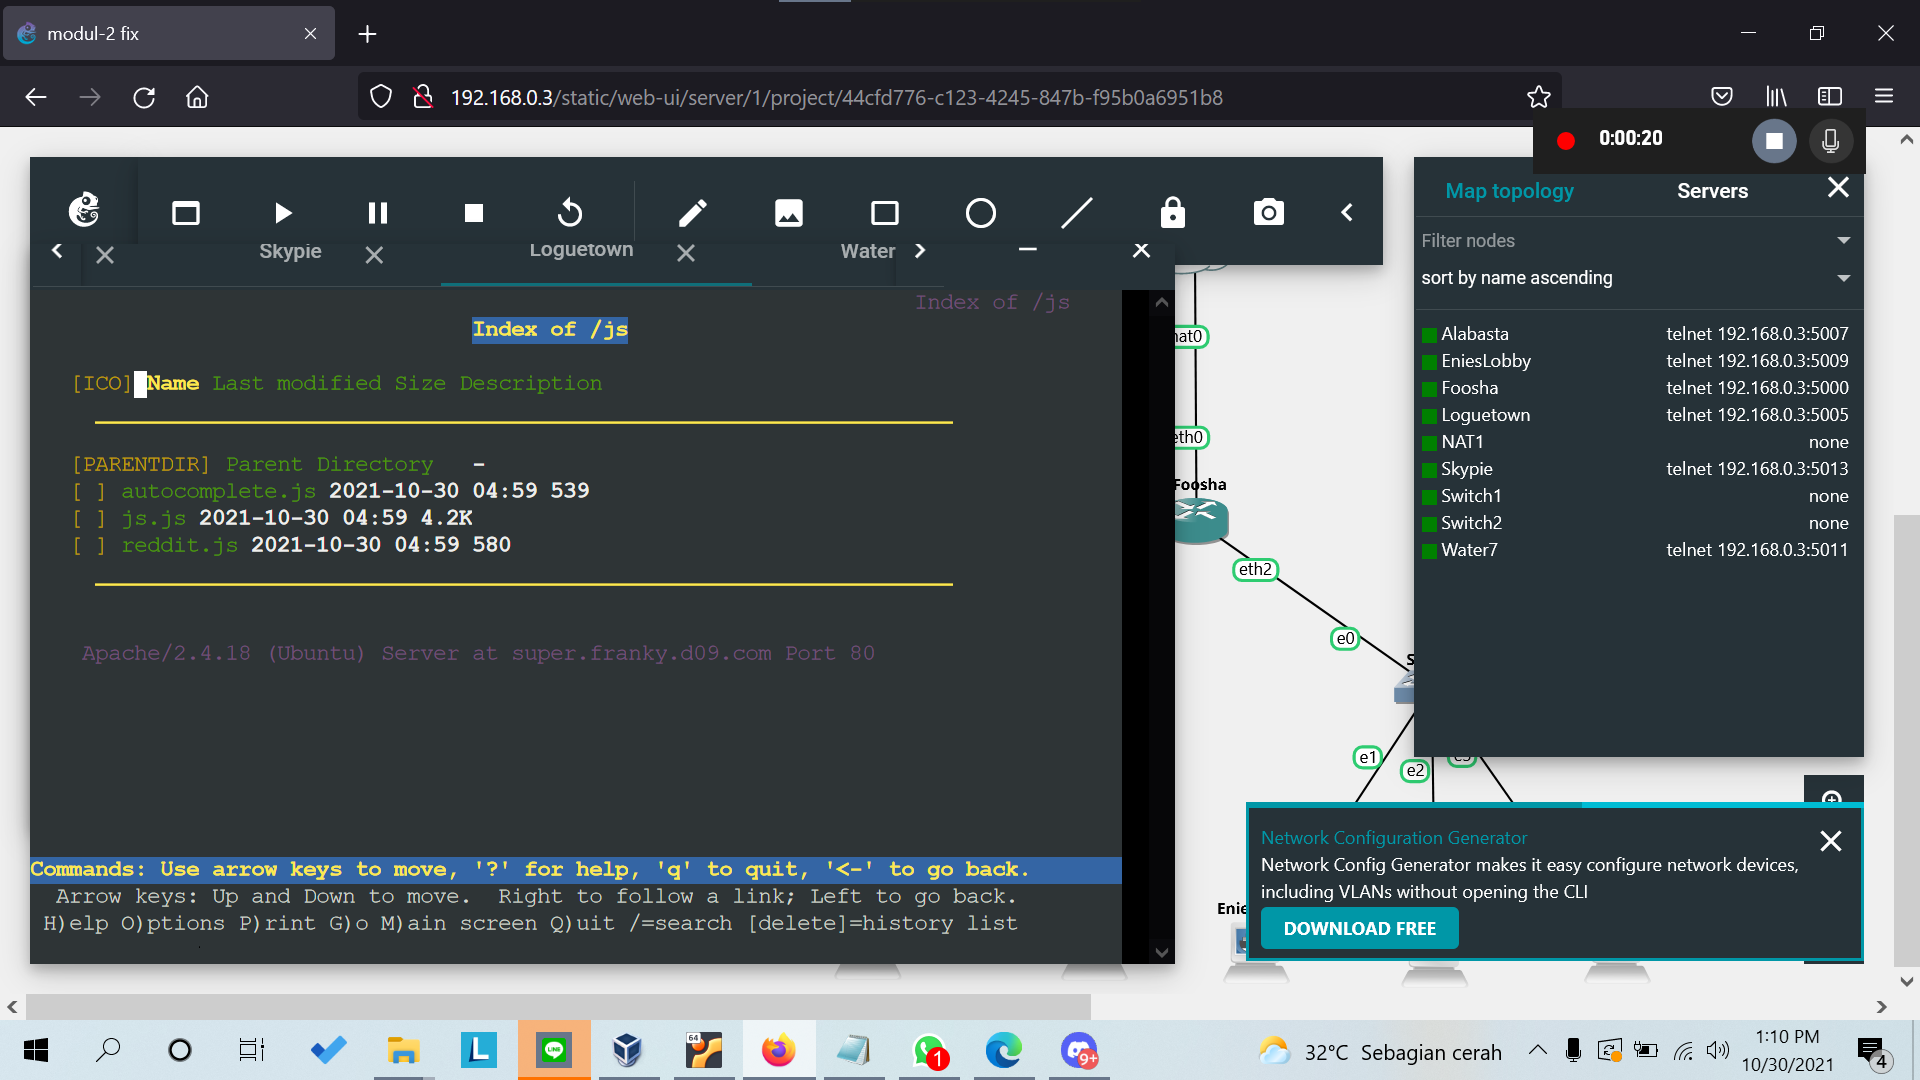 modul-2 fix
192.168.0.3/static/web-ui/server/1/project/44cfd776-c123-4245-847b-f95b0a6951b8
0:00:20
Map topology Servers
Skypie Loguetown Water
Filter nodes
sort by name ascending
Index of /js
Index of /js
[ICO] Name Last modified Size Description
[PARENTDIR] Parent Directory -
[ ] autocomplete.js 2021-10-30 04:59 539
[ ] js.js 2021-10-30 04:59 4.2K
[ ] reddit.js 2021-10-30 04:59 580
Apache/2.4.18 (Ubuntu) Server at super.franky.d09.com Port 80
Commands: Use arrow keys to move, '?' for help, 'q' to quit, '<-' to go back.
Arrow keys: Up and Down to move. Right to follow a link; Left to go back.
H)elp O)ptions P)rint G)o M)ain screen Q)uit /=search [delete]=history list
nat0
eth0
Foosha
eth2
e0
e1
e2
Alabasta telnet 192.168.0.3:5007
EniesLobby telnet 192.168.0.3:5009
Foosha telnet 192.168.0.3:5000
Loguetown telnet 192.168.0.3:5005
NAT1 none
Skypie telnet 192.168.0.3:5013
Switch1 none
Switch2 none
Water7 telnet 192.168.0.3:5011
Network Configuration Generator
Network Config Generator makes it easy configure network devices,
including VLANs without opening the CLI
DOWNLOAD FREE
L
LINE
64
1
9+
32°C Sebagian cerah
1:10 PM
10/30/2021
4